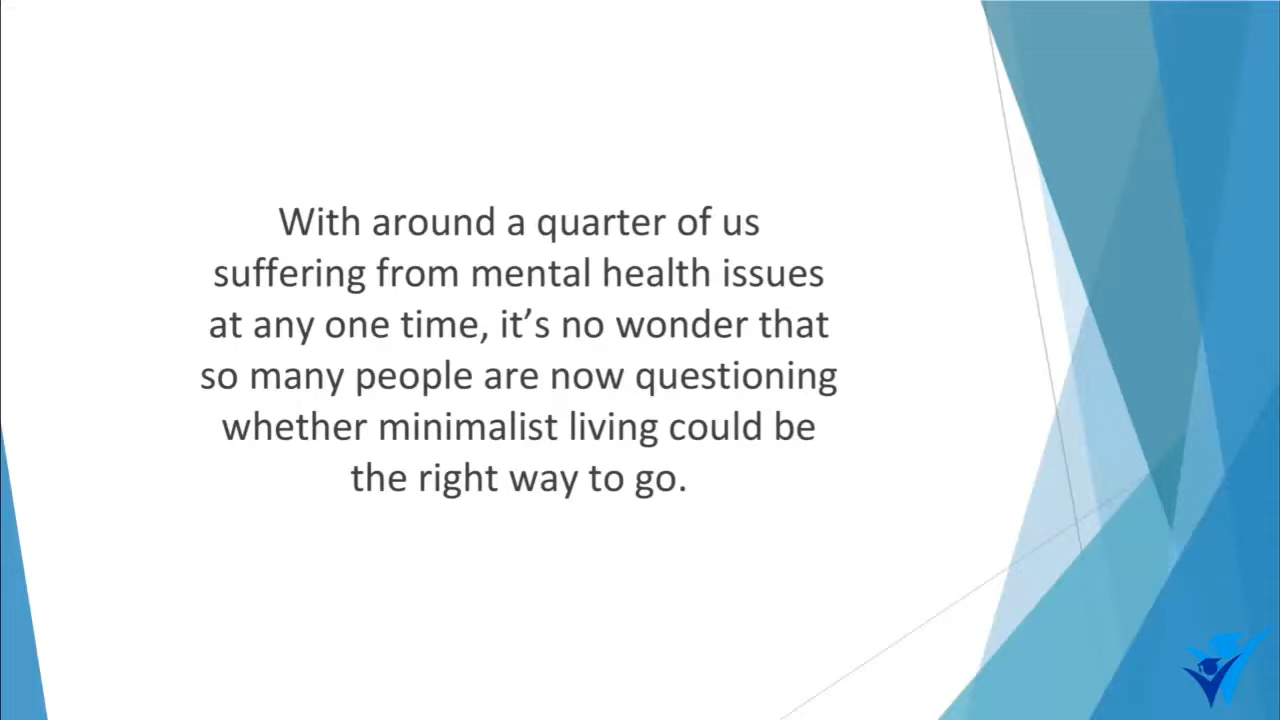 With around a quarter of us
suffering from mental health issues
at any one time, it’s no wonder that
so many people are now questioning
whether minimalist living could be
the right way to go.